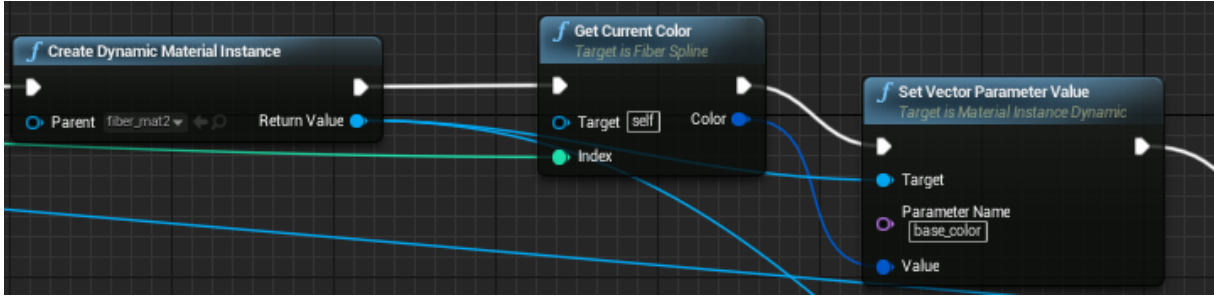 Create Dynamic Material Instance
Parent fiber_mat2 Return Value
Get Current Color
Target is Fiber Spline
Target self Color
Index
Set Vector Parameter Value
Target is Material Instance Dynamic
Target
Parameter Name
base_color
Value